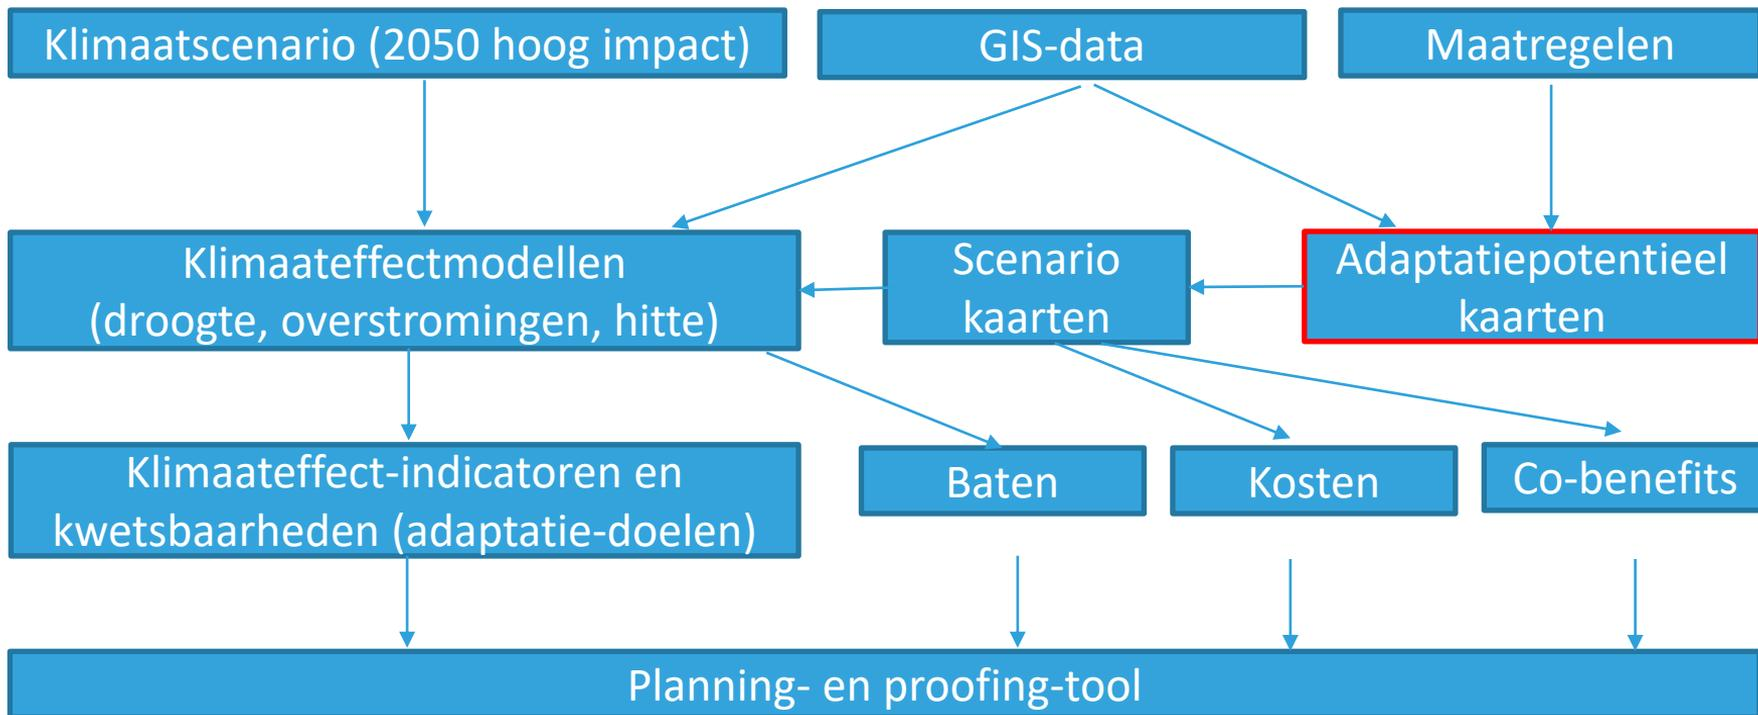 Klimaatscenario (2050 hoog impact)
GIS-data
Maatregelen
Klimaateffectmodellen
(droogte, overstromingen, hitte)
Scenario
kaarten
Adaptatiepotentieel
kaarten
Klimaateffect-indicatoren en
kwetsbaarheden (adaptatie-doelen)
Baten
Kosten
Co-benefits
Planning- en proofing-tool